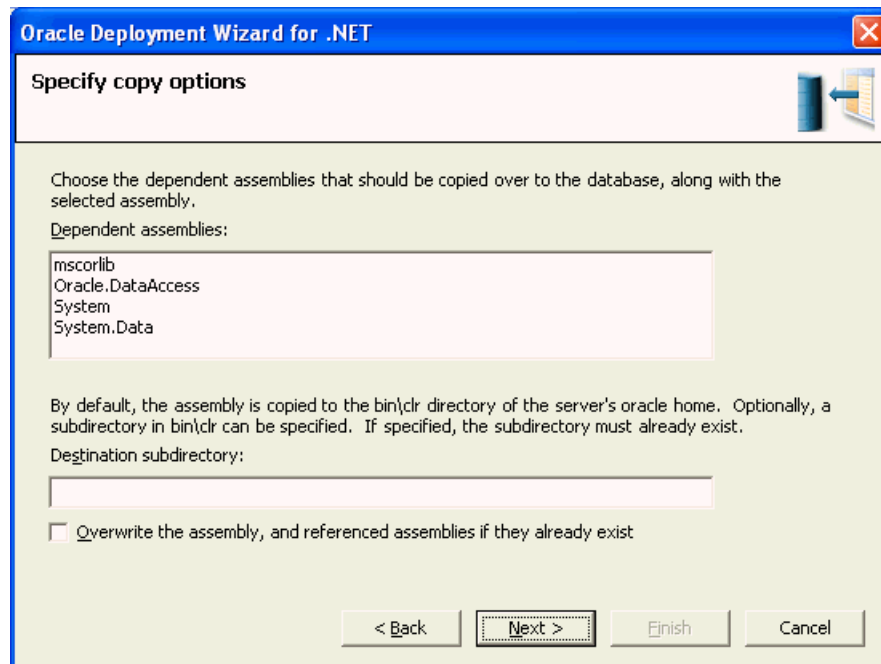 Oracle Deployment Wizard for .NET
Specify copy options
Choose the dependent assemblies that should be copied over to the database, along with the
selected assembly.
Dependent assemblies:
mscorlib
Oracle.DataAccess
System
System.Data
By default, the assembly is copied to the bin\clr directory of the server's oracle home.  Optionally, a
subdirectory in bin\clr can be specified.  If specified, the subdirectory must already exist.
Destination subdirectory:
Overwrite the assembly, and referenced assemblies if they already exist
< Back
Next >
Finish
Cancel